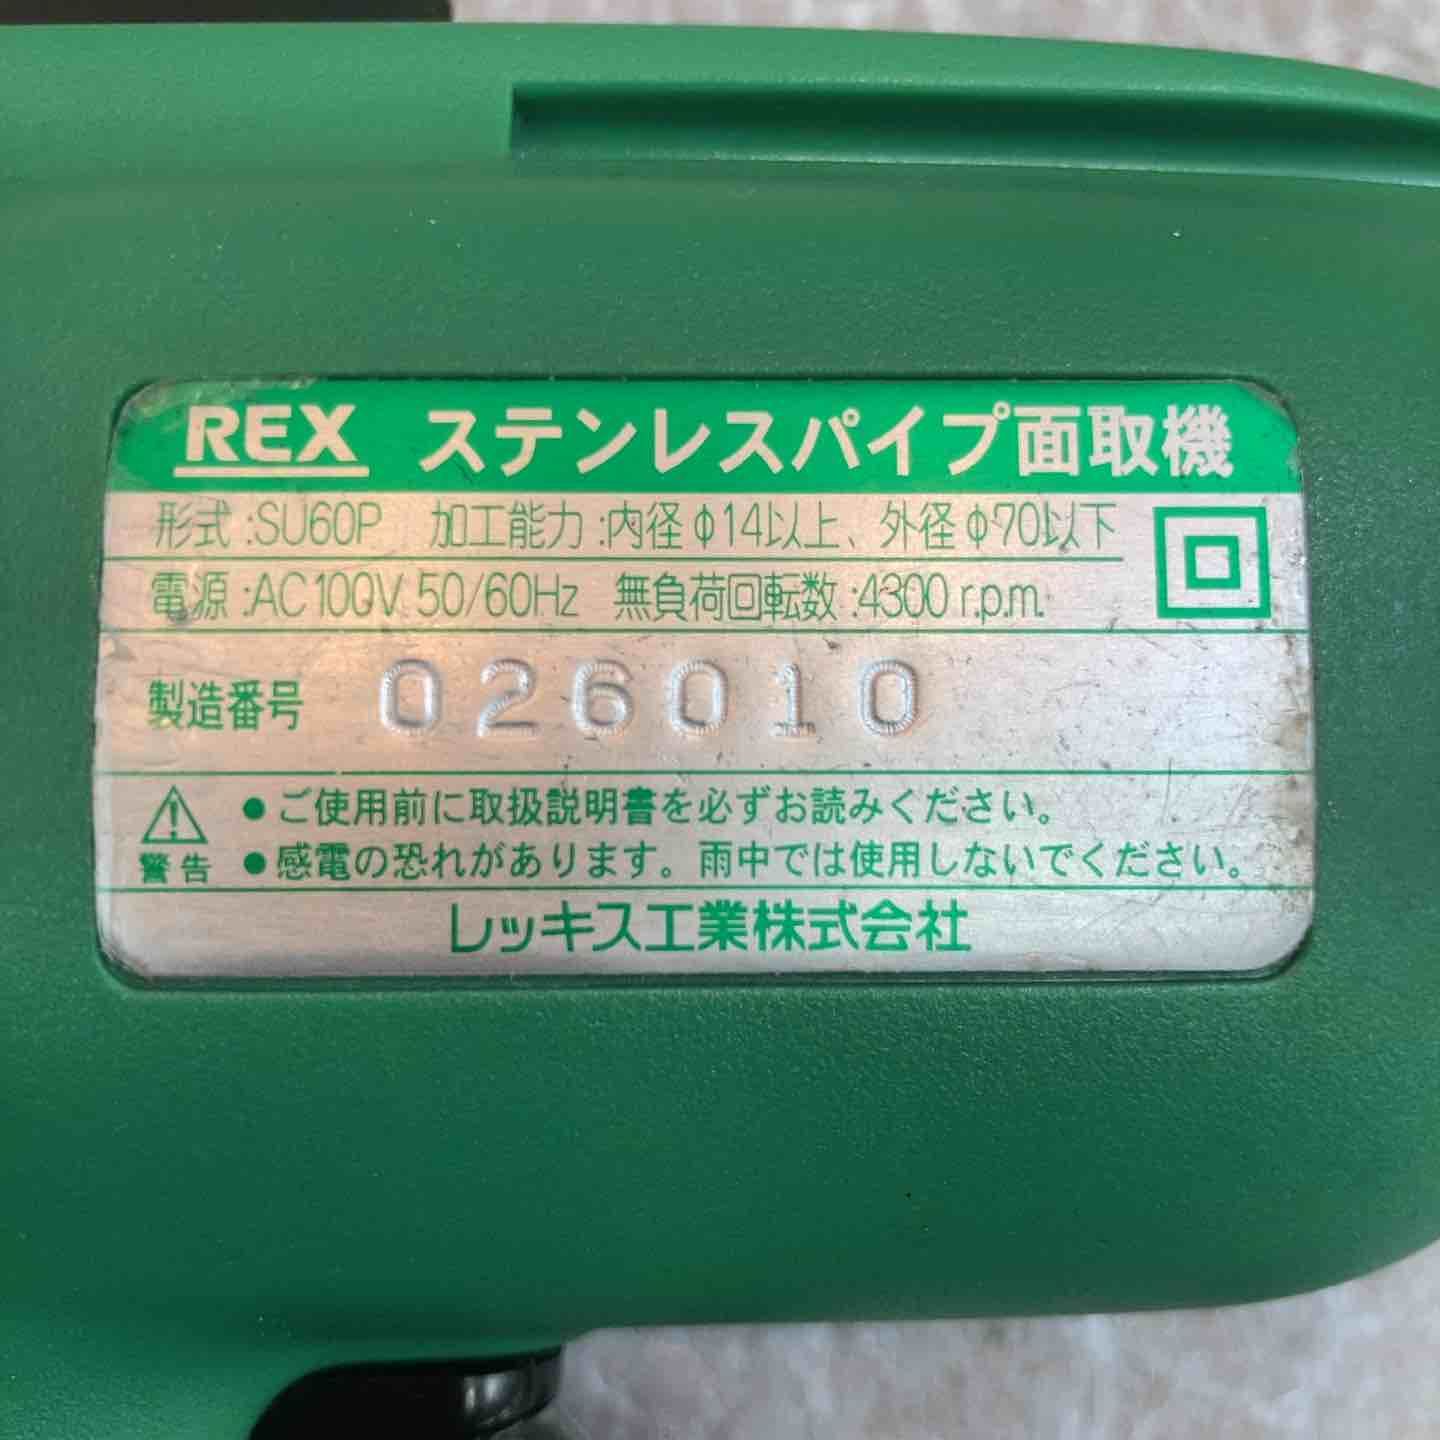 REX ステンレスパイプ面取機
形式:SU60P 加工能力:内径φ14以上、外径φ70以下
電源:AC100V 50/60Hz 無負荷回転数:4300r.p.m.
製造番号 026010
●ご使用前に取扱説明書を必ずお読みください。
警告 ●感電の恐れがあります。雨中では使用しないでください。
レッキス工業株式会社